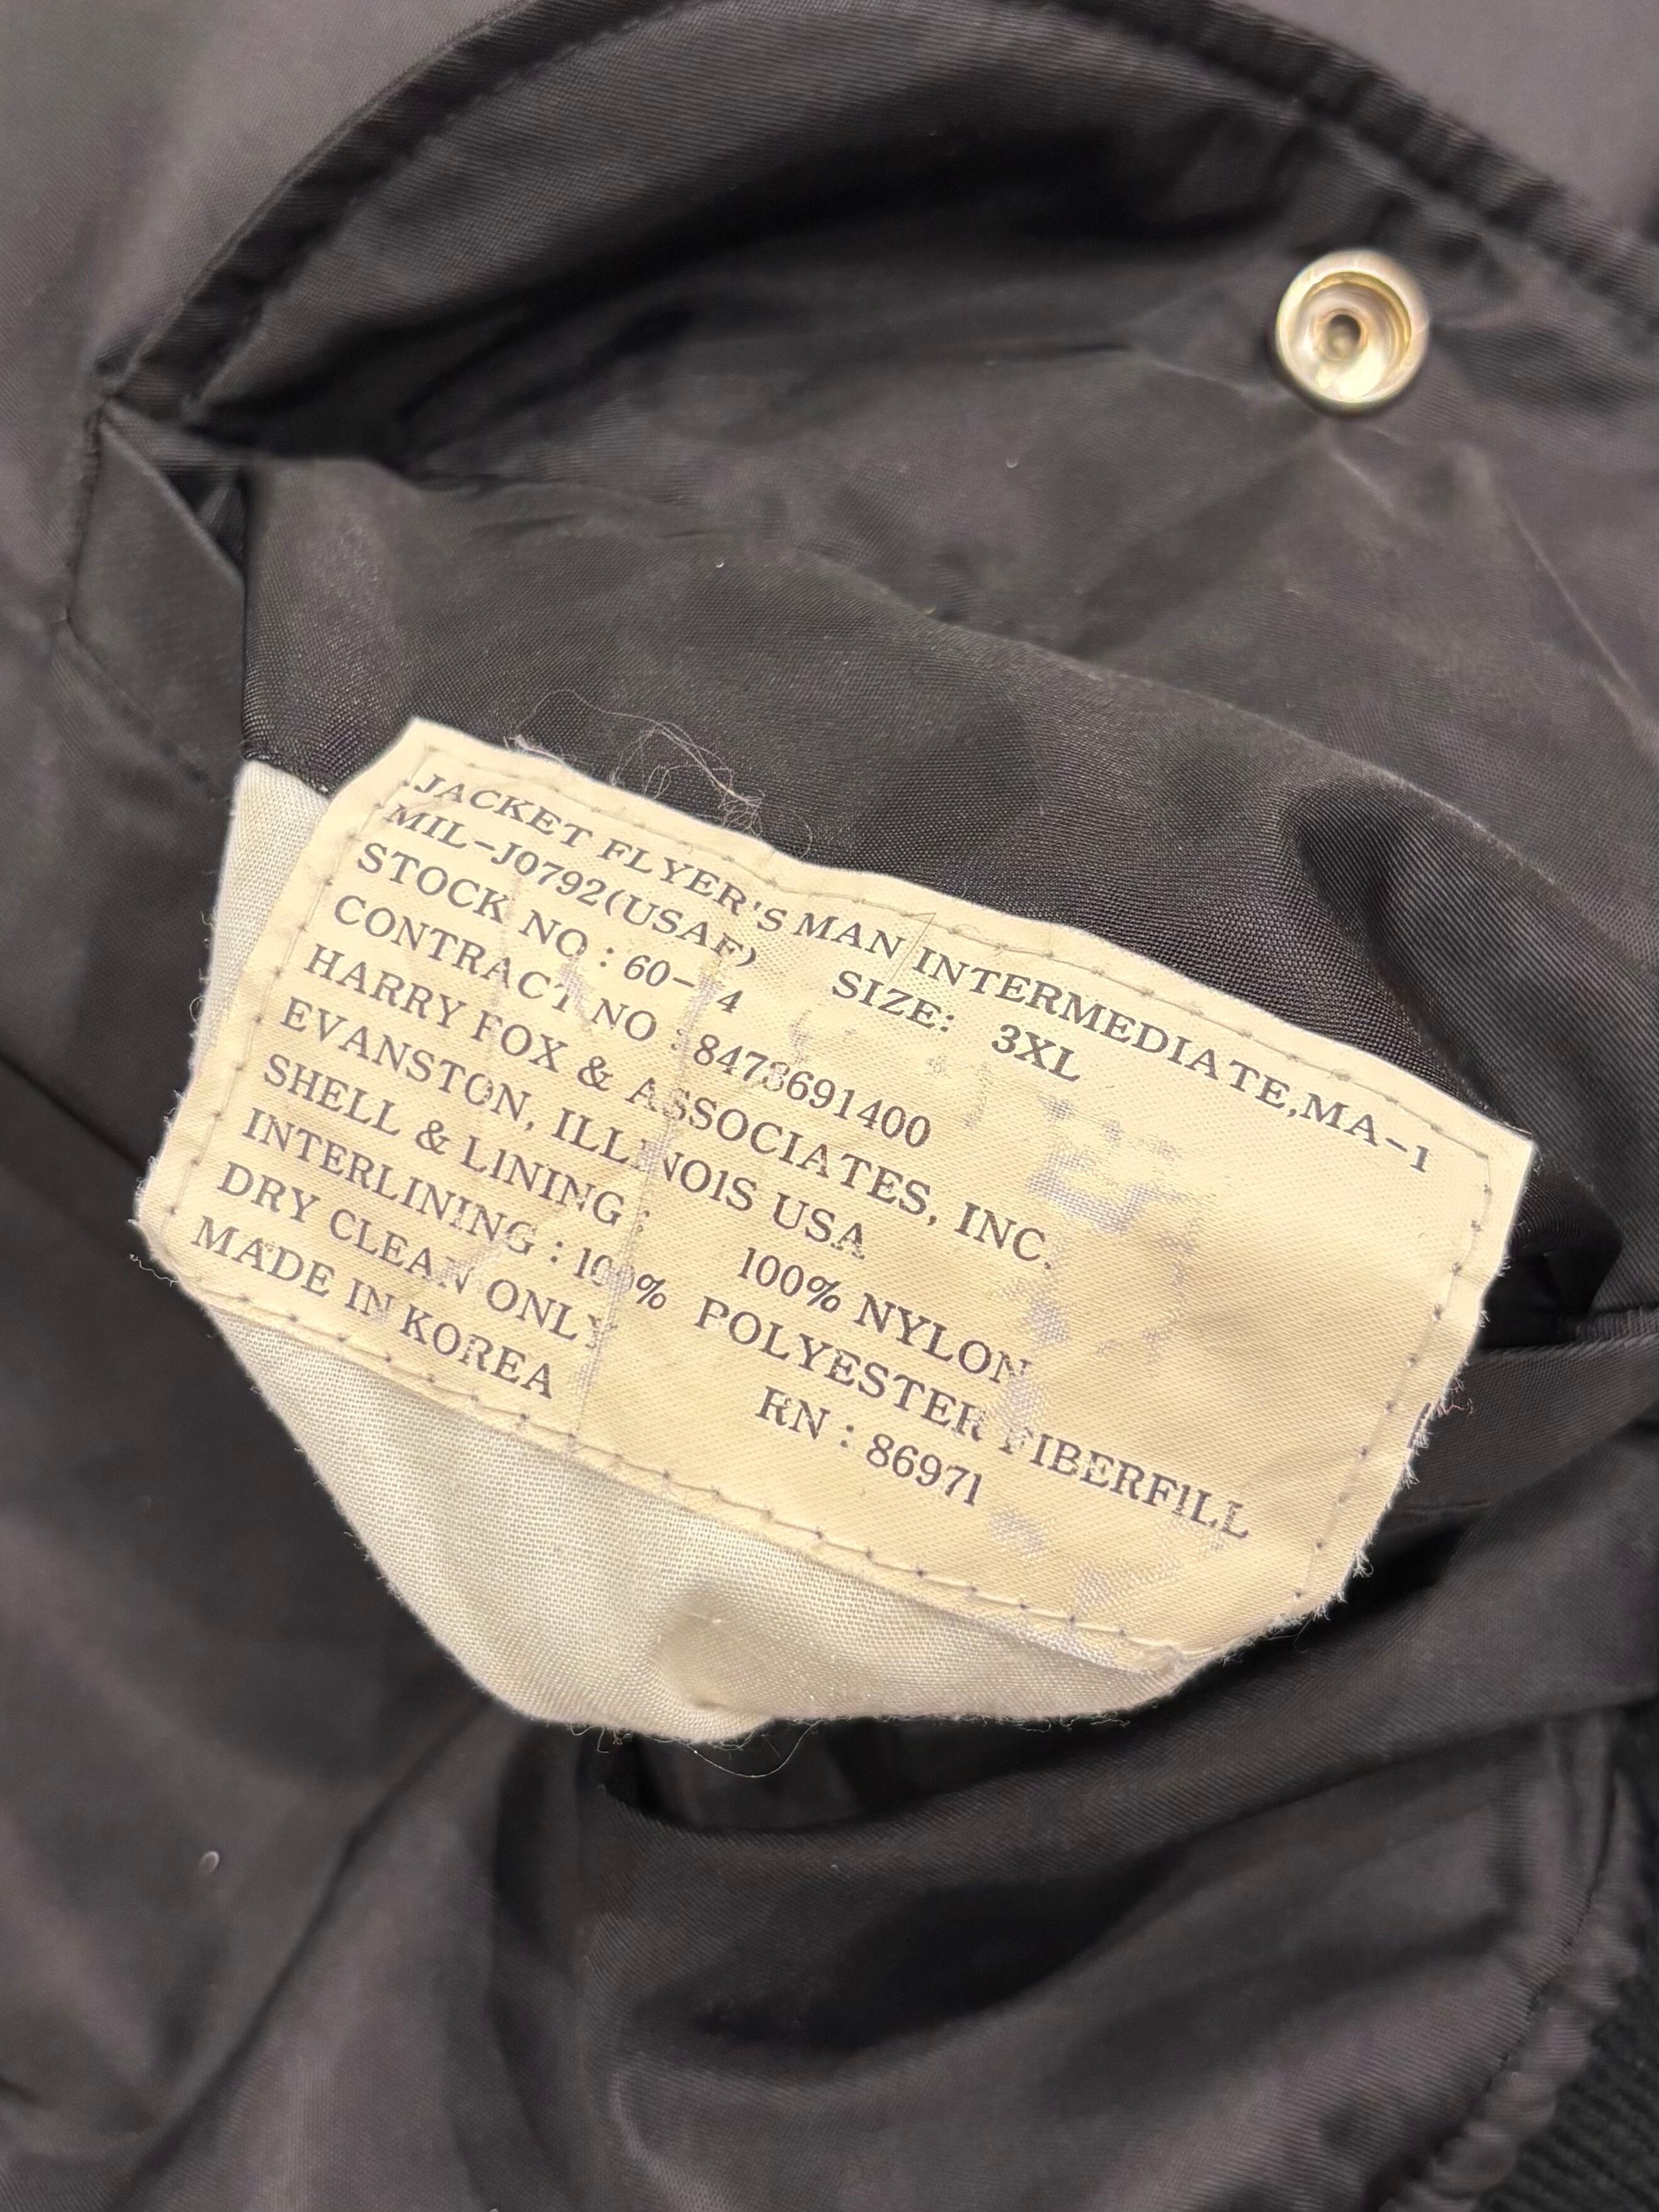 JACKET FLYER'S MAN INTERMEDIATE,MA-1
MIL-J0792(USAF) SIZE: 3XL
STOCK NO : 60-
CONTRACT NO : 8473691400
HARRY FOX & ASSOCIATES, INC.
EVANSTON, ILLINOIS USA
SHELL & LINING : 100% NYLON
INTERLINING : 100% POLYESTER FIBERFILL
DRY CLEAN ONLY RN : 86971
MADE IN KOREA